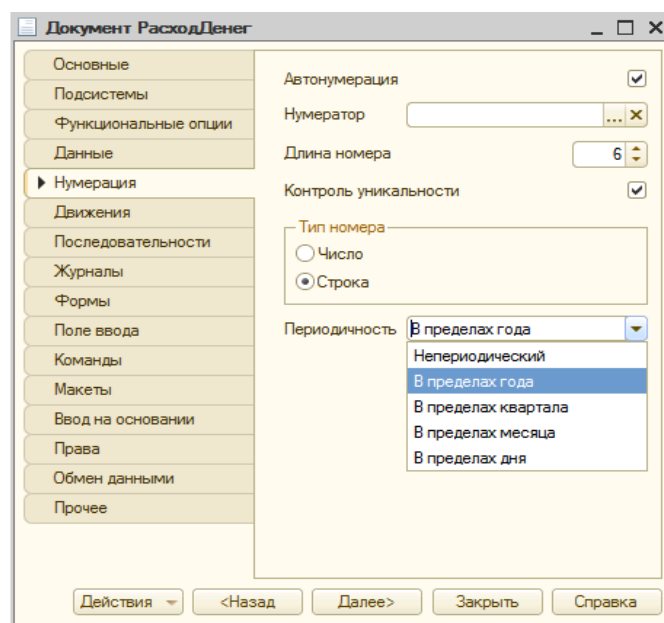 Документ РасходДенег
Основные
Подсистемы
Функциональные опции
Данные
Нумерация
Движения
Последовательности
Журналы
Формы
Поле ввода
Команды
Макеты
Ввод на основании
Права
Обмен данными
Прочее
Автонумерация
Нумератор ...
Длина номера 6
Контроль уникальности
Тип номера
Число
Строка
Периодичность В пределах года
Непериодический
В пределах года
В пределах квартала
В пределах месяца
В пределах дня
Действия <Назад Далее> Закрыть Справка